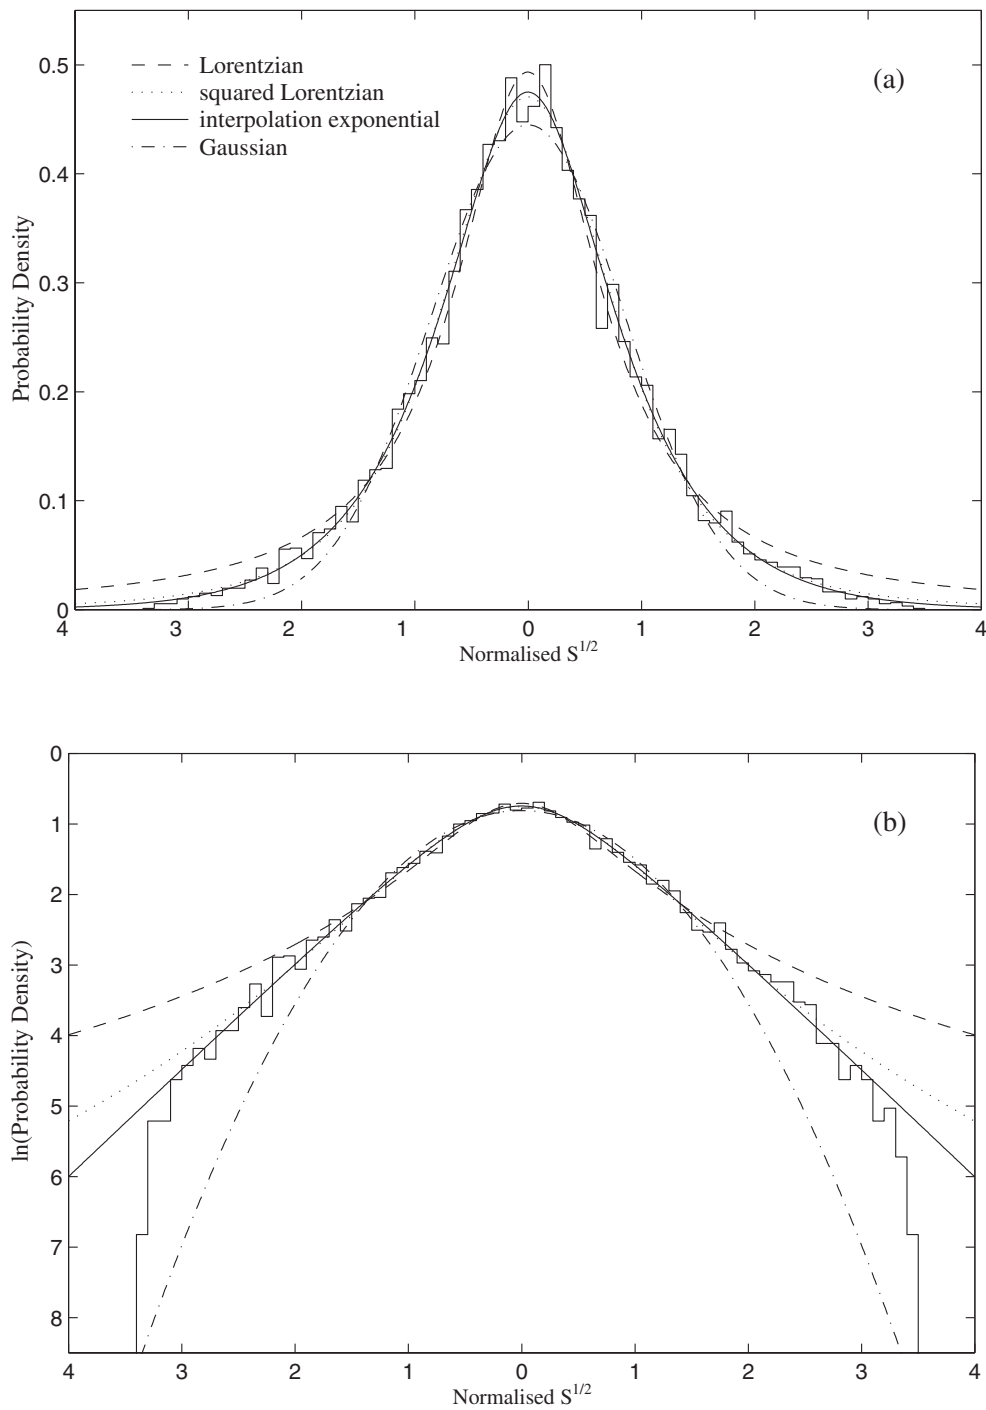 0.5
0.4
0.3
0.2
0.1
0
Probability Density
Lorentzian
squared Lorentzian
interpolation exponential
Gaussian
(a)
4 3 2 1 0 1 2 3 4
Normalised S1/2
0
1
2
3
4
5
6
7
8
ln(Probability Density)
(b)
4 3 2 1 0 1 2 3 4
Normalised S1/2